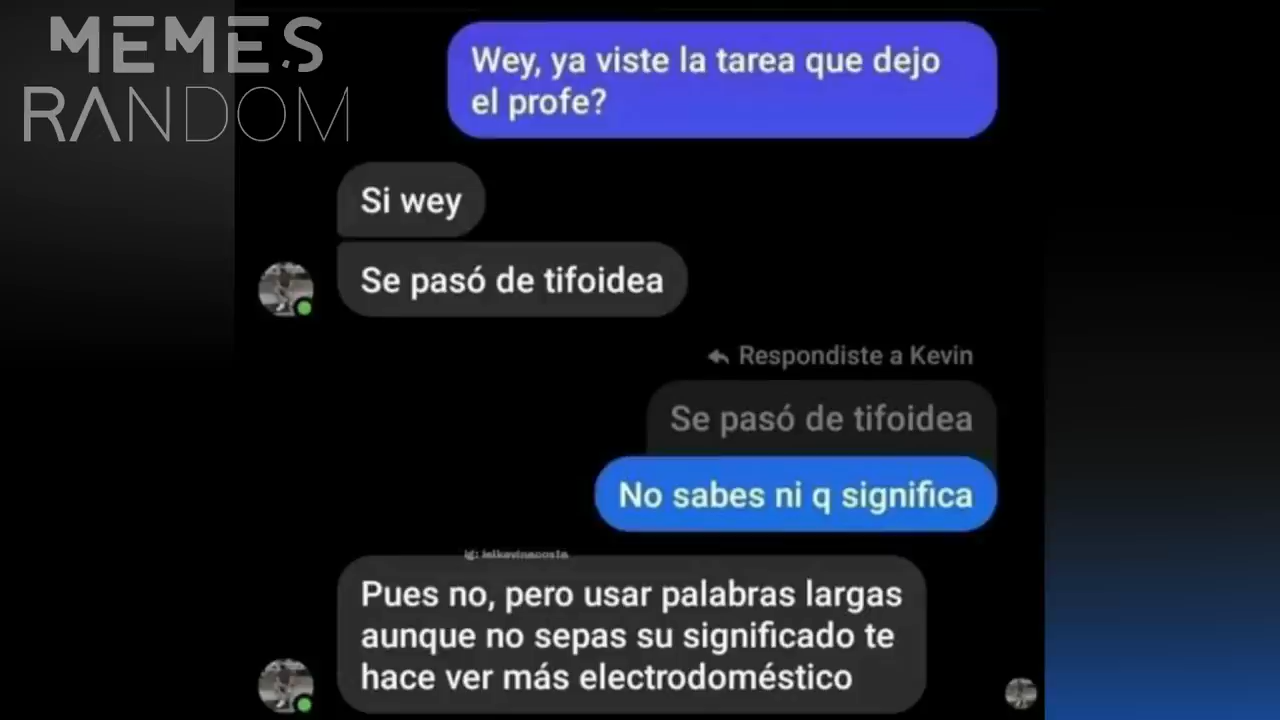 MEMES
RANDOM
Wey, ya viste la tarea que dejo
el profe?
Si wey
Se pasó de tifoidea
Respondiste a Kevin
Se pasó de tifoidea
No sabes ni q significa
Pues no, pero usar palabras largas
aunque no sepas su significado te
hace ver más electrodoméstico